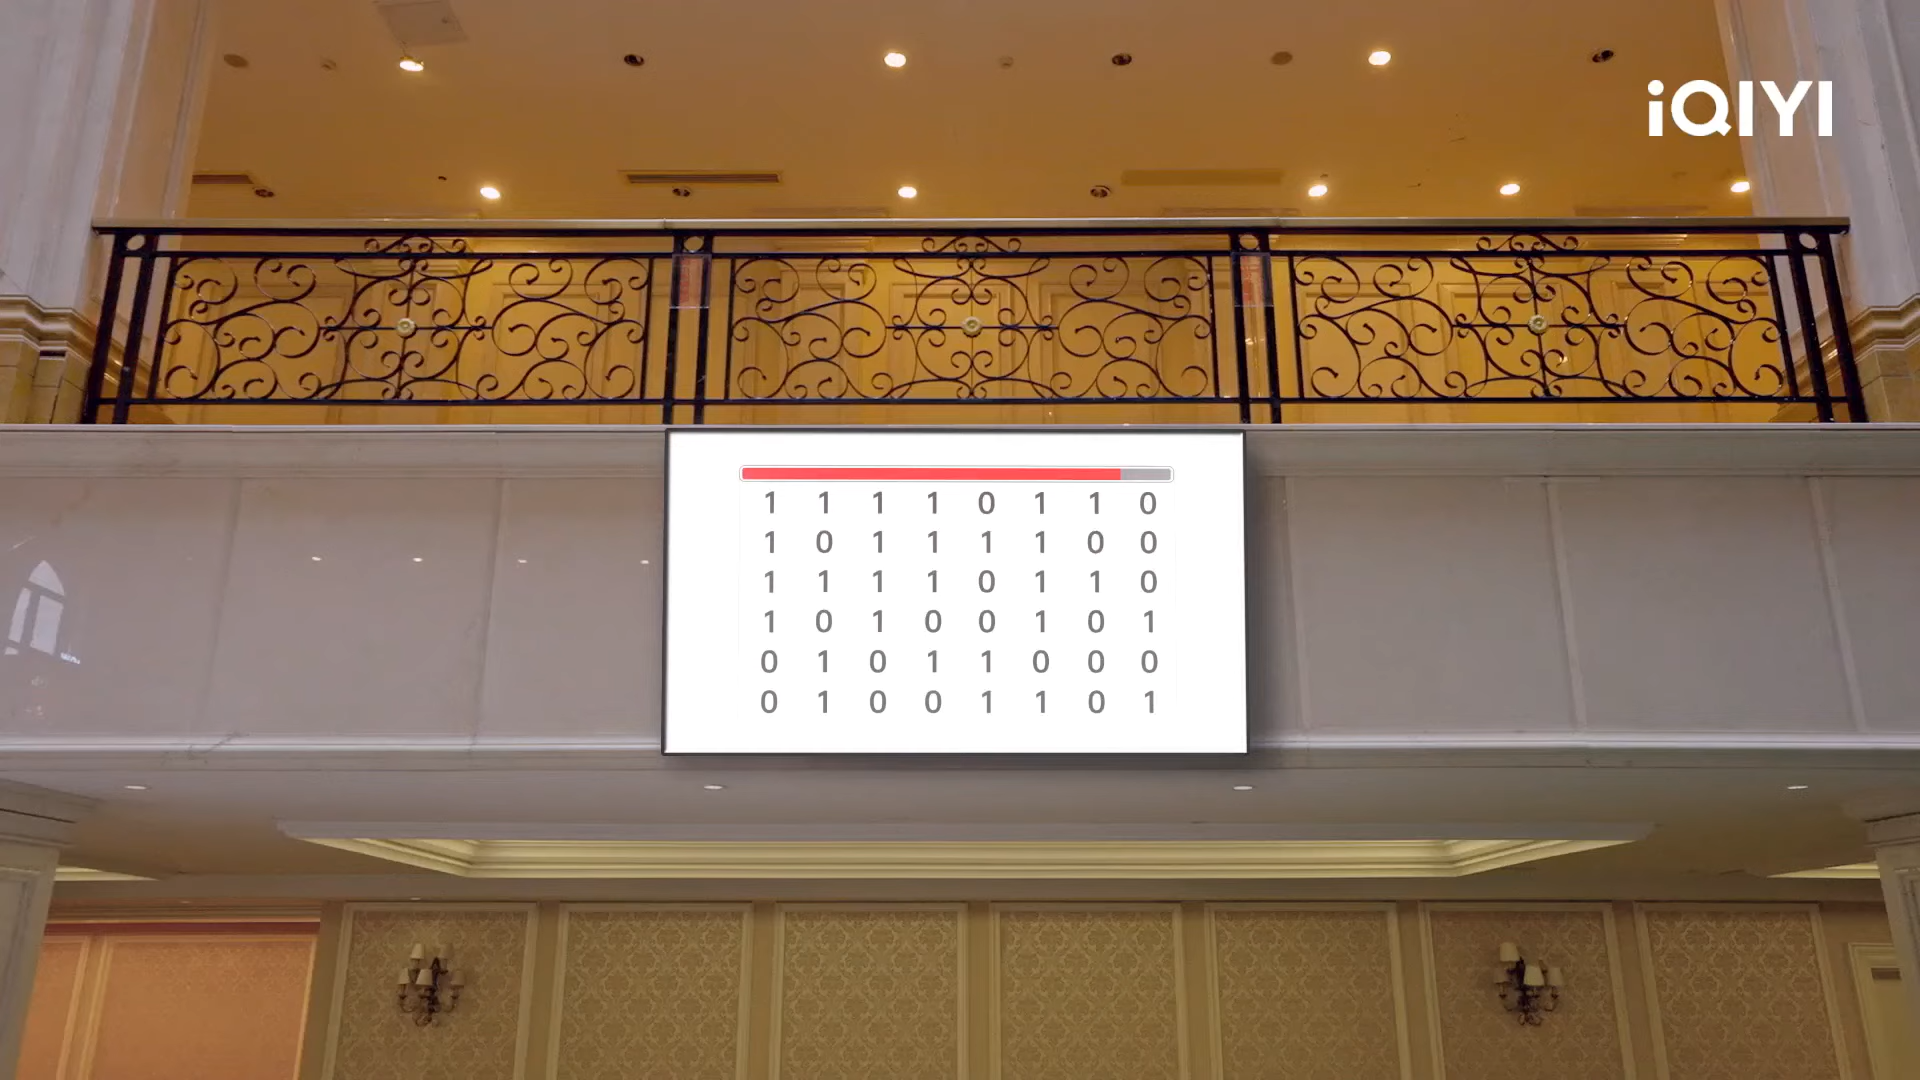 iQIYI
1 1 1 1 0 1 1 0
1 0 1 1 1 1 0 0
1 1 1 1 0 1 1 0
1 0 1 0 0 1 0 1
0 1 0 1 1 0 0 0
0 1 0 0 1 1 0 1